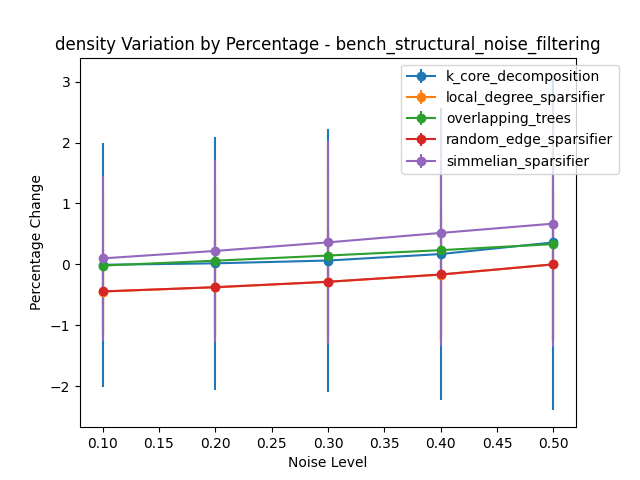 density Variation by Percentage - bench_structural_noise_filtering
k_core_decomposition
local_degree_sparsifier
overlapping_trees
random_edge_sparsifier
simmelian_sparsifier
3
2
1
0
−1
−2
Percentage Change
0.10 0.15 0.20 0.25 0.30 0.35 0.40 0.45 0.50
Noise Level